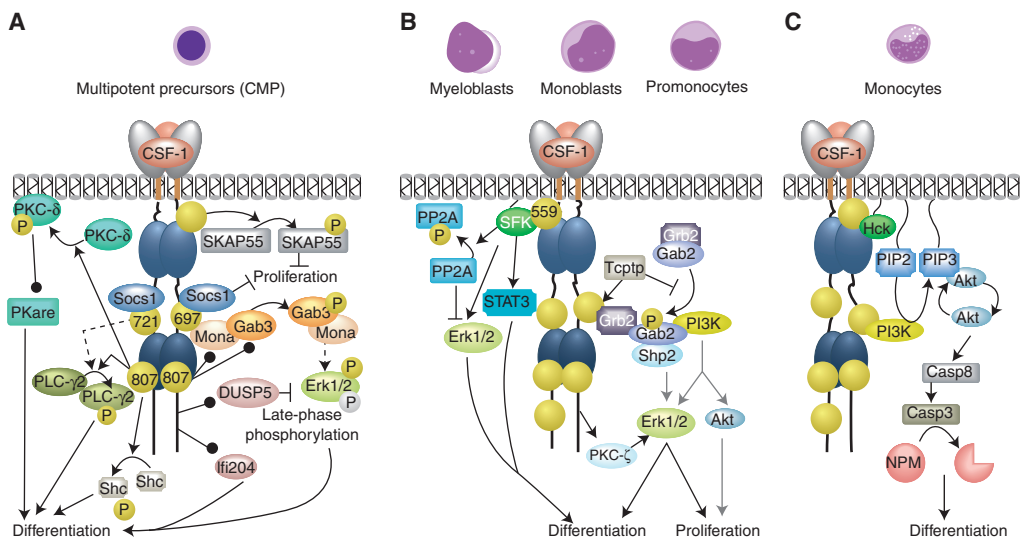 A
Multipotent precursors (CMP)
CSF-1
PKC-δ
P
PKC-δ
SKAP55
P
SKAP55
Proliferation
PKare
Socs1
Socs1
721
697
Mona
Gab3
Gab3
P
Mona
PLC-γ2
PLC-γ2
P
807
807
DUSP5
Erk1/2
P
P
Late-phase
phosphorylation
Ifi204
Shc
Shc
P
Differentiation
B
Myeloblasts
Monoblasts
Promonocytes
CSF-1
PP2A
P
SFK
559
PP2A
STAT3
Erk1/2
Grb2
Gab2
Tcptp
Grb2
P
Gab2
PI3K
Shp2
Erk1/2
Akt
PKC-ζ
Differentiation
Proliferation
C
Monocytes
CSF-1
Hck
PIP2
PIP3
Akt
Akt
PI3K
Casp8
Casp3
NPM
Differentiation